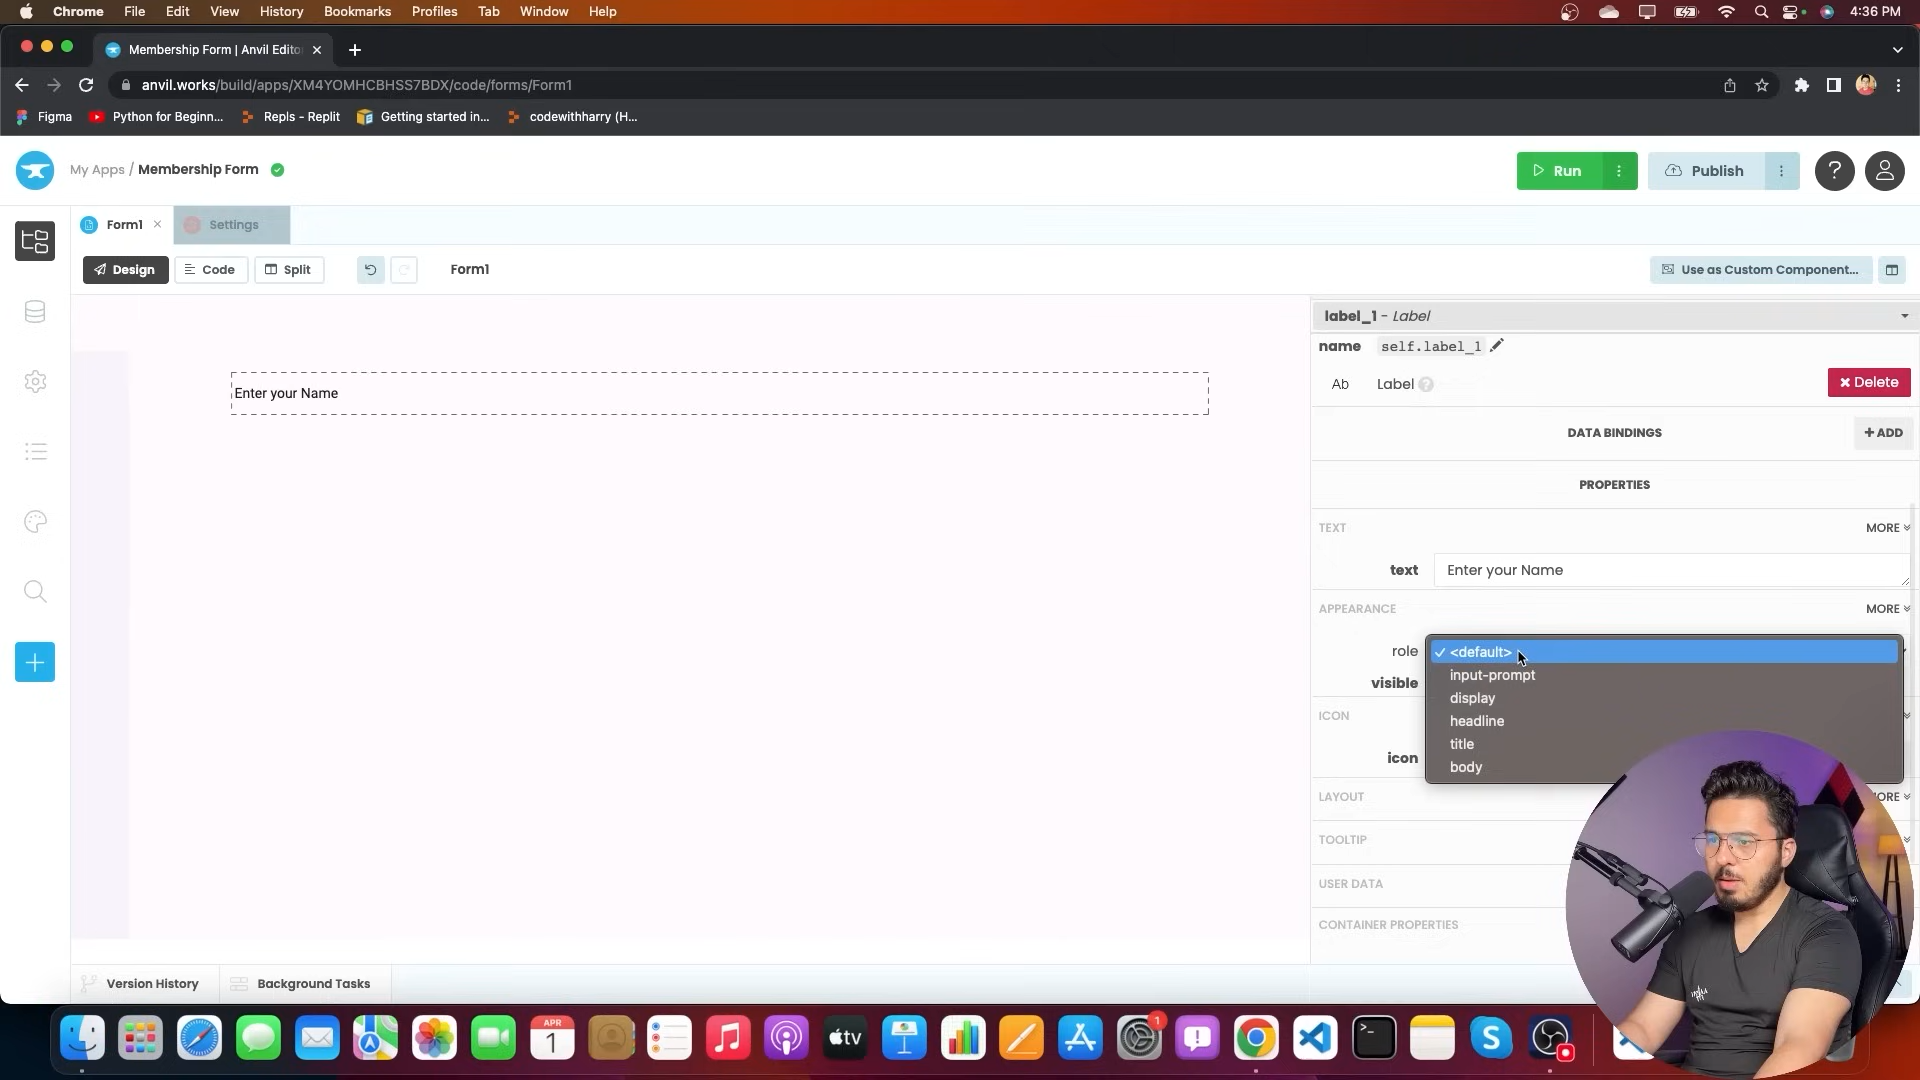 Chrome File Edit View History Bookmarks Profiles Tab Window Help 4:36 PM
Membership Form | Anvil Edito
anvil.works/build/apps/XM4YOMHCBHSS7BDX/code/forms/Form1
Figma Python for Beginn... Repls - Replit Getting started in... codewithharry (H...
My Apps / Membership Form Run Publish ?
Form1 Settings
Design Code Split Form1 Use as Custom Component...
label_1 - Label
name self.label_1
Enter your Name
Ab Label ? Delete
DATA BINDINGS + ADD
PROPERTIES
TEXT MORE
text Enter your Name
APPEARANCE MORE
role <default>
input-prompt
visible
display
ICON headline
title
icon
body
LAYOUT ORE
TOOLTIP
USER DATA
CONTAINER PROPERTIES
Version History Background Tasks
APR
1
tv
1